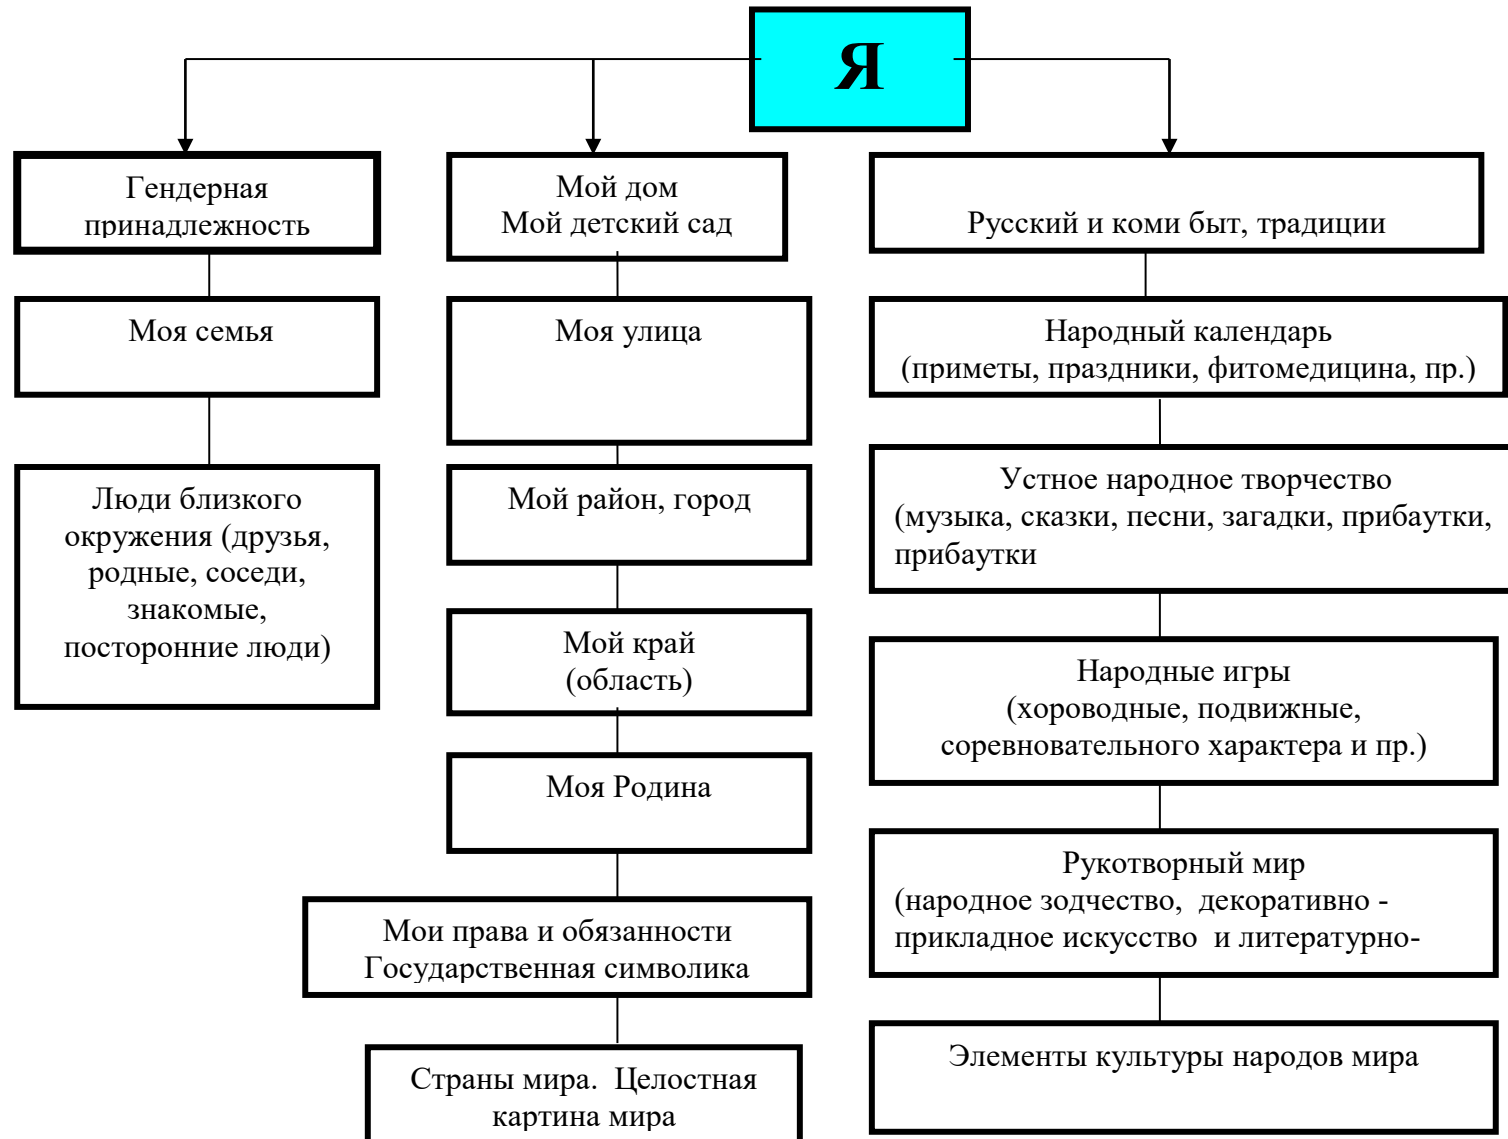 Я
Гендерная
принадлежность
Моя семья
Люди близкого
окружения (друзья,
родные, соседи,
знакомые,
посторонние люди)
Мой дом
Мой детский сад
Моя улица
Мой район, город
Мой край
(область)
Моя Родина
Мои права и обязанности
Государственная символика
Страны мира.  Целостная
картина мира
Русский и коми быт, традиции
Народный календарь
(приметы, праздники, фитомедицина, пр.)
Устное народное творчество
(музыка, сказки, песни, загадки, прибаутки,
прибаутки
Народные игры
(хороводные, подвижные,
соревновательного характера и пр.)
Рукотворный мир
(народное зодчество,  декоративно -
прикладное искусство  и литературно-
Элементы культуры народов мира